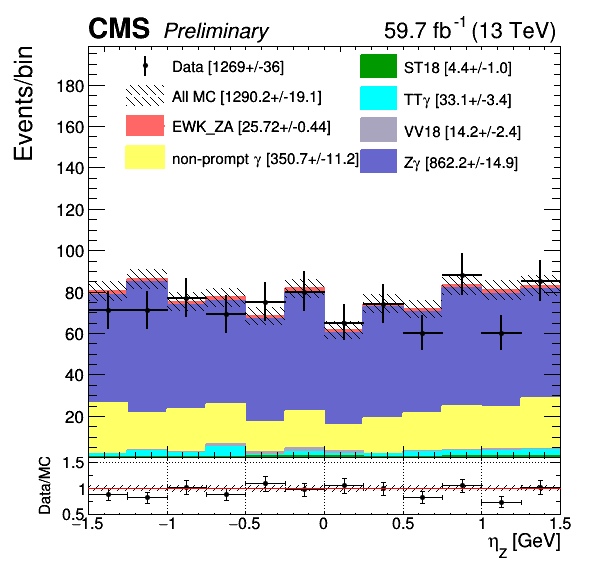 CMS Preliminary 59.7 fb⁻¹ (13 TeV)
Events/bin
Data [1269+/-36]
All MC [1290.2+/-19.1]
EWK_ZA [25.72+/-0.44]
non-prompt γ [350.7+/-11.2]
ST18 [4.4+/-1.0]
TTγ [33.1+/-3.4]
VV18 [14.2+/-2.4]
Zγ [862.2+/-14.9]
180
160
140
120
100
80
60
40
20
Data/MC
1.5
1
0.5
−1.5 −1 −0.5 0 0.5 1 1.5
η_Z [GeV]